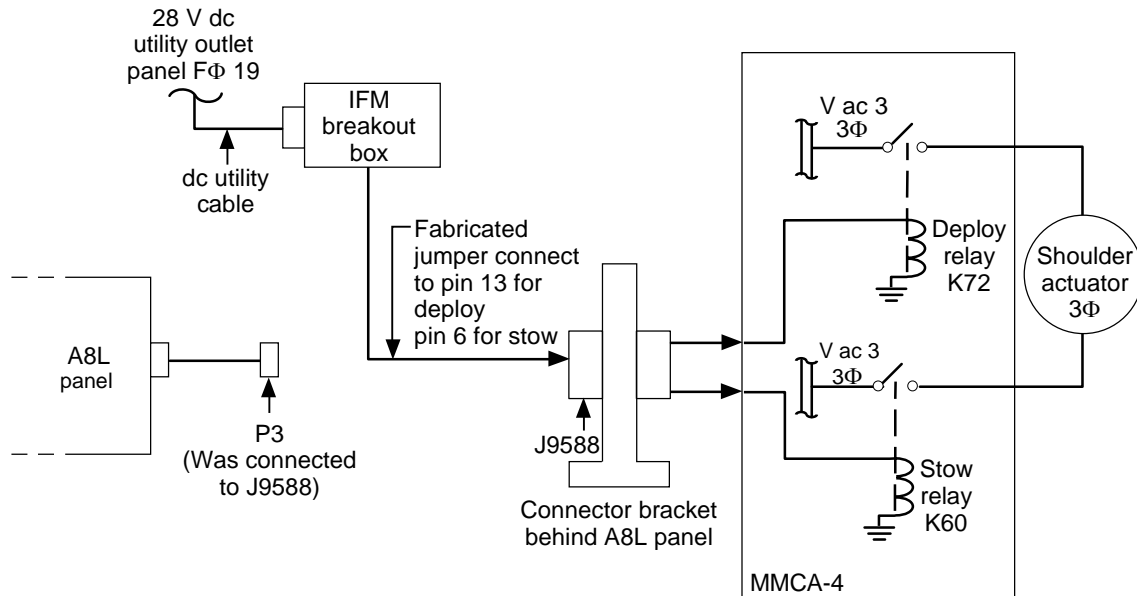 28 V dc
utility outlet
panel FΦ 19
IFM
breakout
box
dc utility
cable
Fabricated
jumper connect
to pin 13 for
deploy
pin 6 for stow
A8L
panel
P3
(Was connected
to J9588)
J9588
Connector bracket
behind A8L panel
V ac 3
3Φ
Deploy
relay
K72
Shoulder
actuator
3Φ
V ac 3
3Φ
Stow
relay
K60
MMCA-4